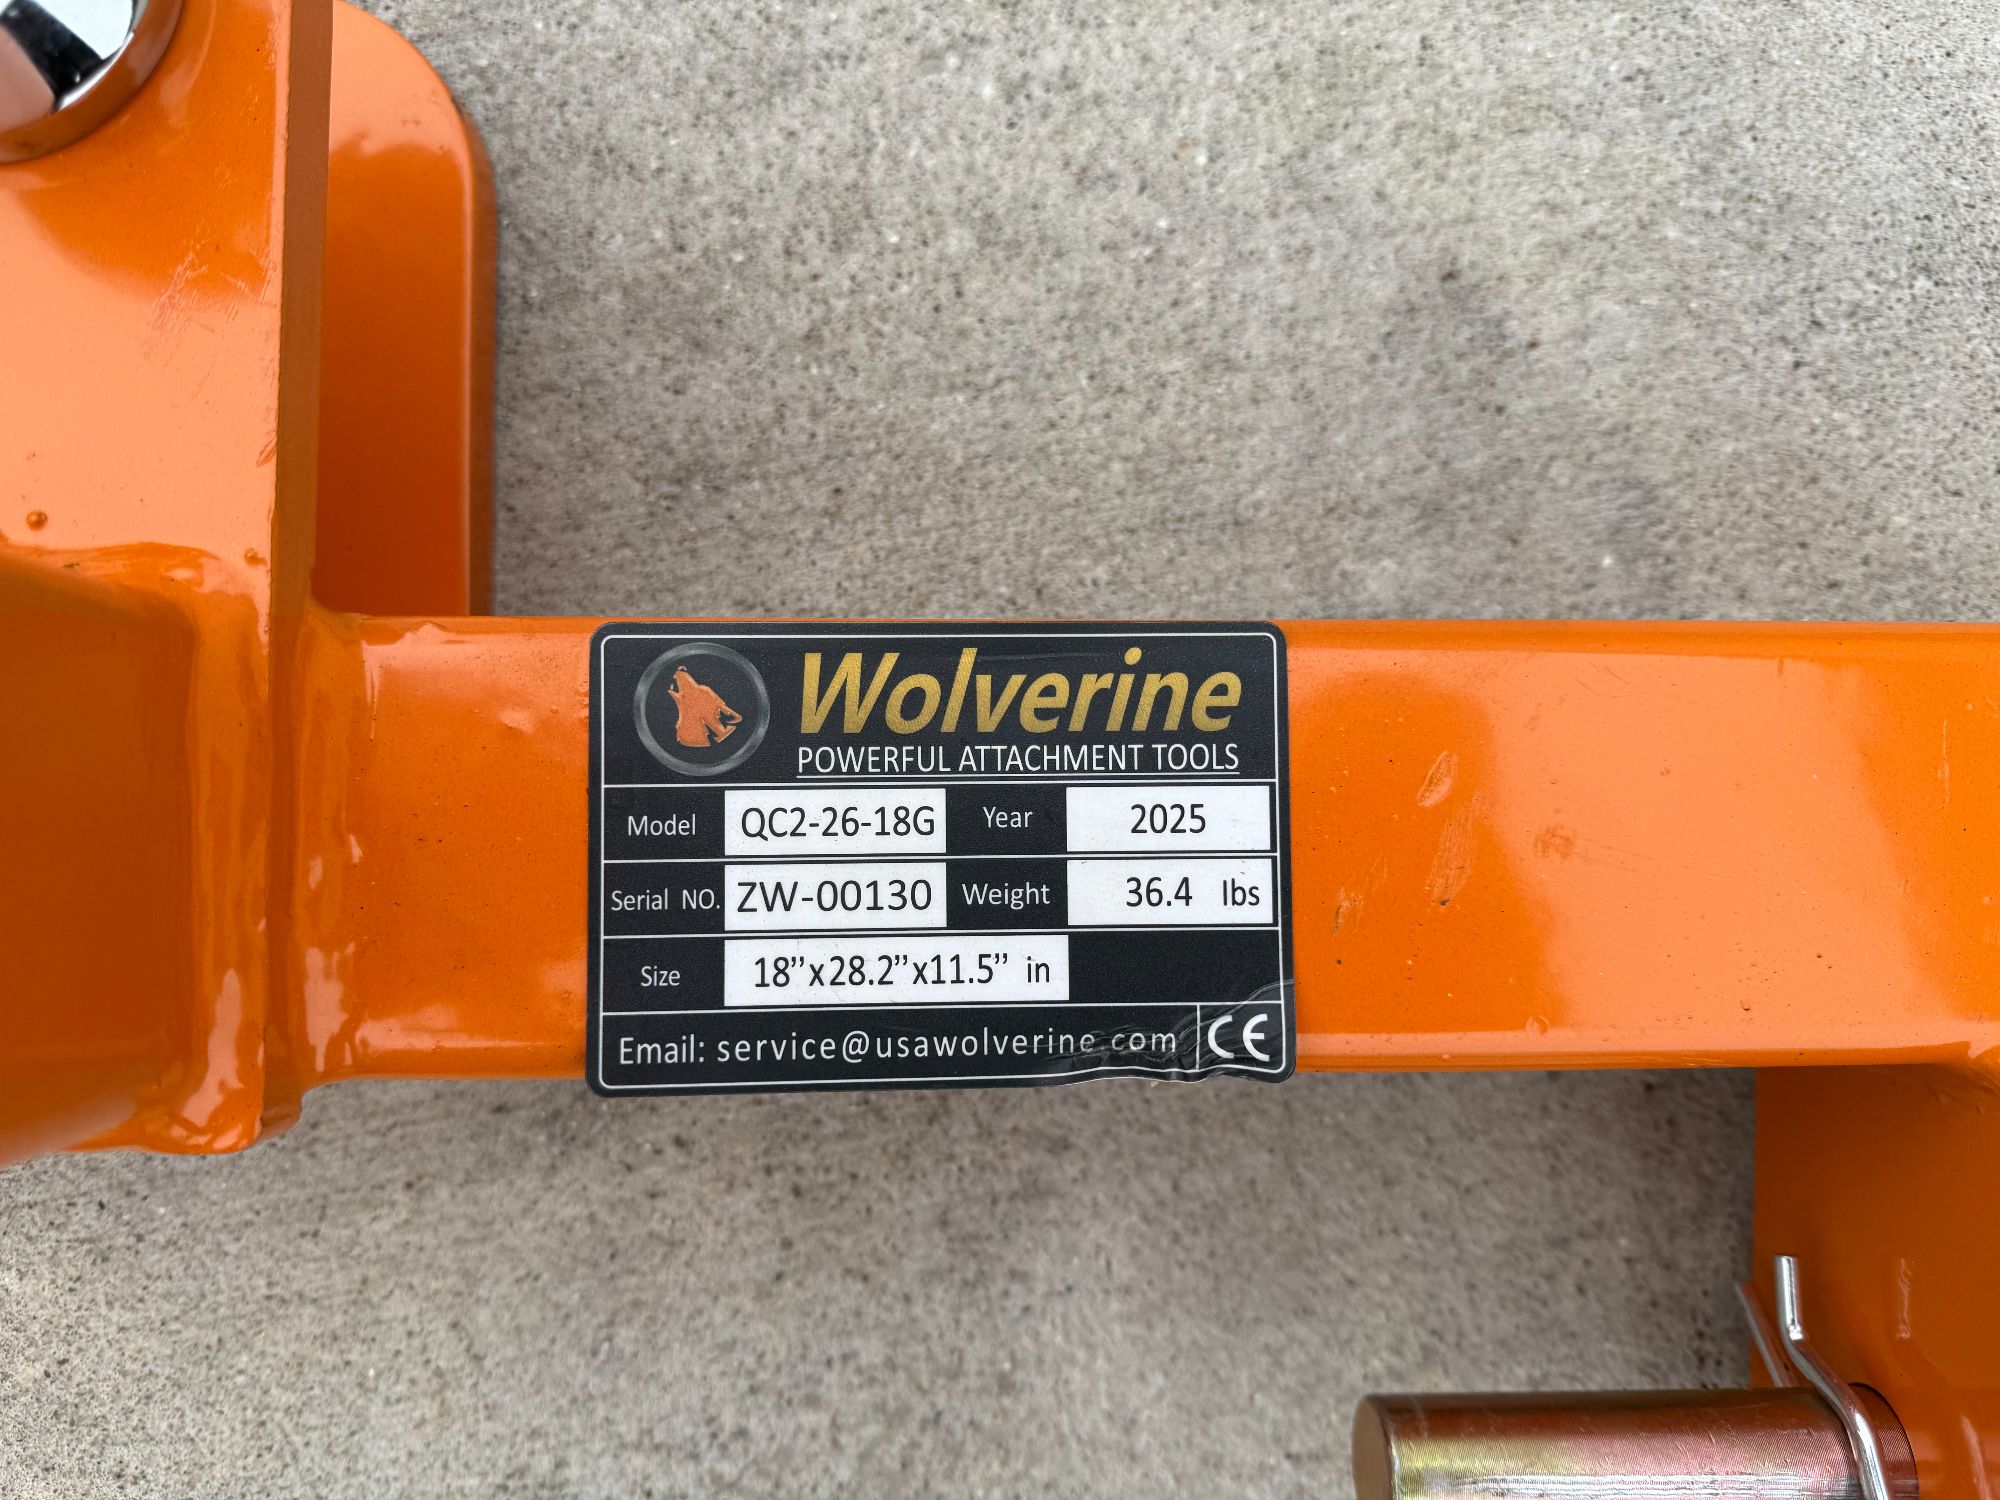 Wolverine
POWERFUL ATTACHMENT TOOLS
Model QC2-26-18G Year 2025
Serial NO. ZW-00130 Weight 36.4 lbs
Size 18”x28.2”x11.5” in
Email: service@usawolverine.com CE